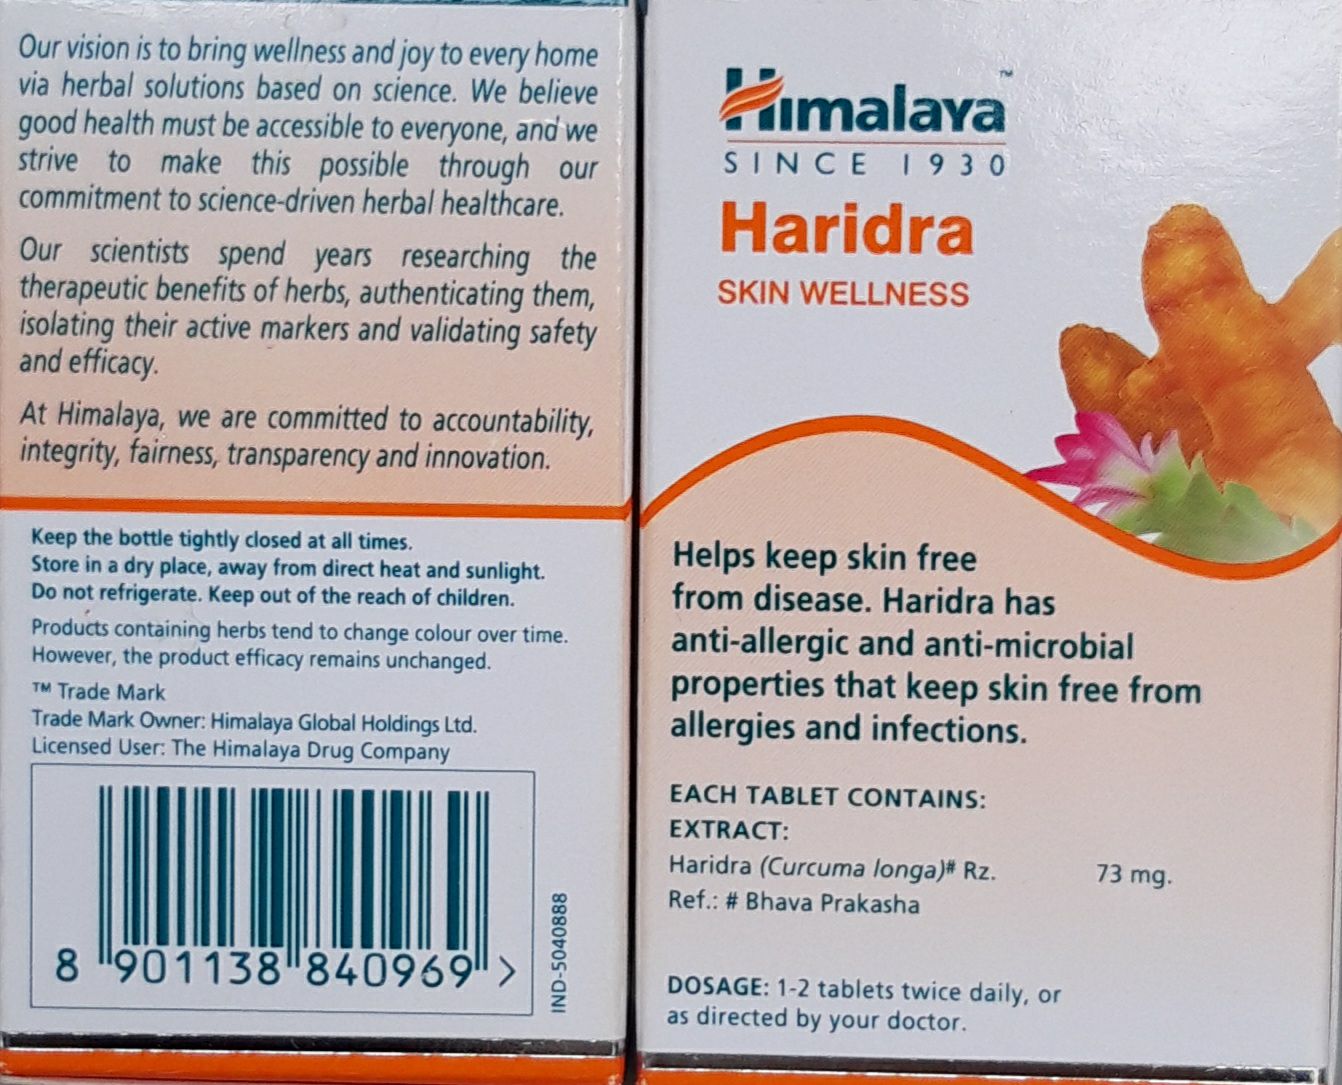 Our vision is to bring wellness and joy to every home
via herbal solutions based on science. We believe
good health must be accessible to everyone, and we
strive to make this possible through our
commitment to science-driven herbal healthcare.
Our scientists spend years researching the
therapeutic benefits of herbs, authenticating them,
isolating their active markers and validating safety
and efficacy.
At Himalaya, we are committed to accountability,
integrity, fairness, transparency and innovation.
Keep the bottle tightly closed at all times.
Store in a dry place, away from direct heat and sunlight.
Do not refrigerate. Keep out of the reach of children.
Products containing herbs tend to change colour over time.
However, the product efficacy remains unchanged.
™ Trade Mark
Trade Mark Owner: Himalaya Global Holdings Ltd.
Licensed User: The Himalaya Drug Company
8 901138 840969 >
IND-5040888
Himalaya™
SINCE 1930
Haridra
SKIN WELLNESS
Helps keep skin free
from disease. Haridra has
anti-allergic and anti-microbial
properties that keep skin free from
allergies and infections.
EACH TABLET CONTAINS:
EXTRACT:
Haridra (Curcuma longa)# Rz. 73 mg.
Ref.: # Bhava Prakasha
DOSAGE: 1-2 tablets twice daily, or
as directed by your doctor.